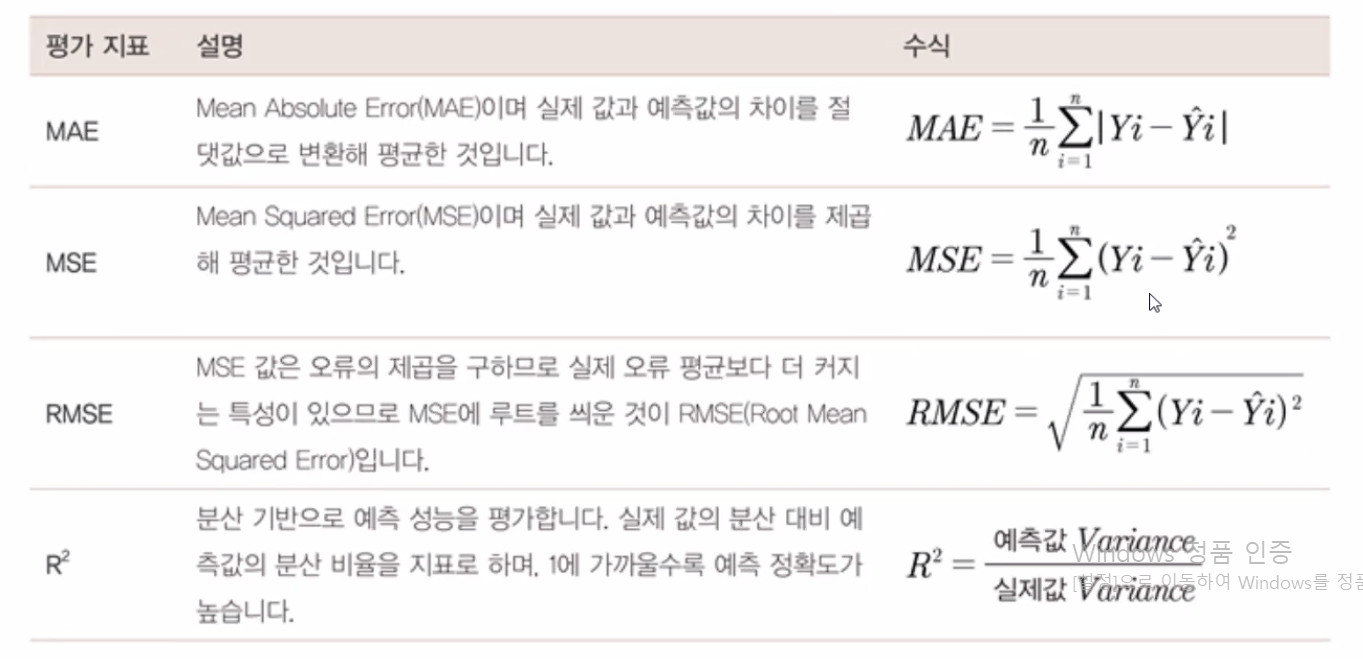 평가 지표 설명 수식
MAE
Mean Absolute Error(MAE)이며 실제 값과 예측값의 차이를 절
댓값으로 변환해 평균한 것입니다.
MAE = \frac{1}{n} \sum_{i=1}^{n} |Yi − Ŷi|
MSE
Mean Squared Error(MSE)이며 실제 값과 예측값의 차이를 제곱
해 평균한 것입니다.
MSE = \frac{1}{n} \sum_{i=1}^{n} (Yi − Ŷi)^2
RMSE
MSE 값은 오류의 제곱을 구하므로 실제 오류 평균보다 더 커지
는 특성이 있으므로 MSE에 루트를 씌운 것이 RMSE(Root Mean
Squared Error)입니다.
RMSE = \sqrt{\frac{1}{n} \sum_{i=1}^{n} (Yi − Ŷi)^2}
R²
분산 기반으로 예측 성능을 평가합니다. 실제 값의 분산 대비 예
측값의 분산 비율을 지표로 하며, 1에 가까울수록 예측 정확도가
높습니다.
R² = \frac{예측값 Variance}{실제값 Variance}
Windows 정품 인증
[설정]으로 이동하여 Windows를 정품